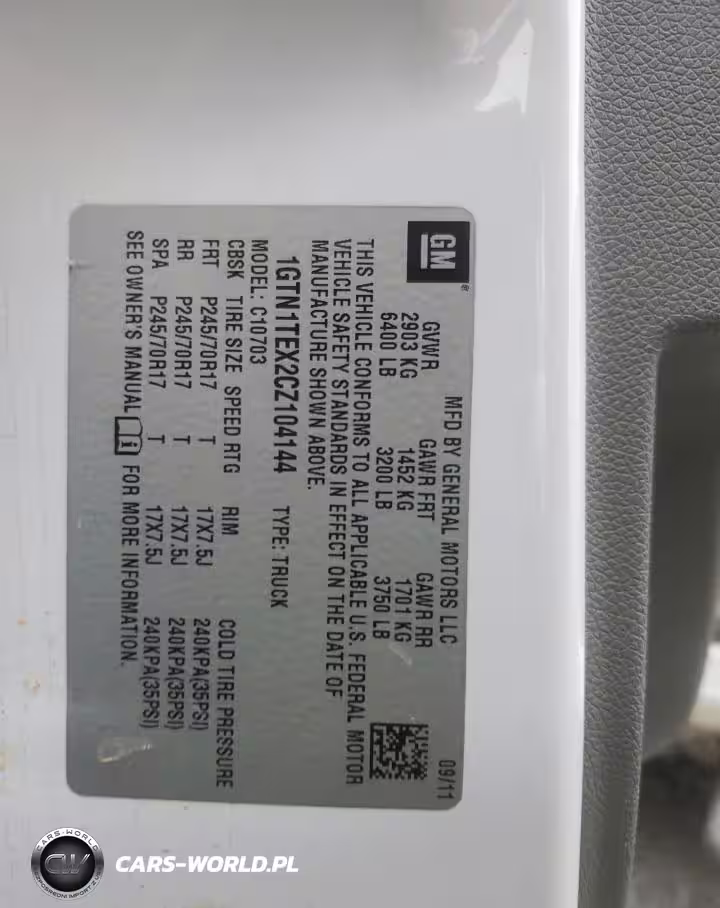 GM
MFD BY GENERAL MOTORS LLC 09/11
GVWR GAWR FRT GAWR RR
2903 KG 1452 KG 1701 KG
6400 LB 3200 LB 3750 LB
THIS VEHICLE CONFORMS TO ALL APPLICABLE U.S. FEDERAL MOTOR
VEHICLE SAFETY STANDARDS IN EFFECT ON THE DATE OF
MANUFACTURE SHOWN ABOVE.
1GTN1TEX2CZ104144 TYPE: TRUCK
MODEL: C10703
CBSK TIRE SIZE SPEED RTG RIM COLD TIRE PRESSURE
FRT P245/70R17 T 17X7.5J 240KPA(35PSI)
RR P245/70R17 T 17X7.5J 240KPA(35PSI)
SPA P245/70R17 T 17X7.5J 240KPA(35PSI)
SEE OWNER'S MANUAL i FOR MORE INFORMATION.
CARS-WORLD
CW
CARS-WORLD.PL